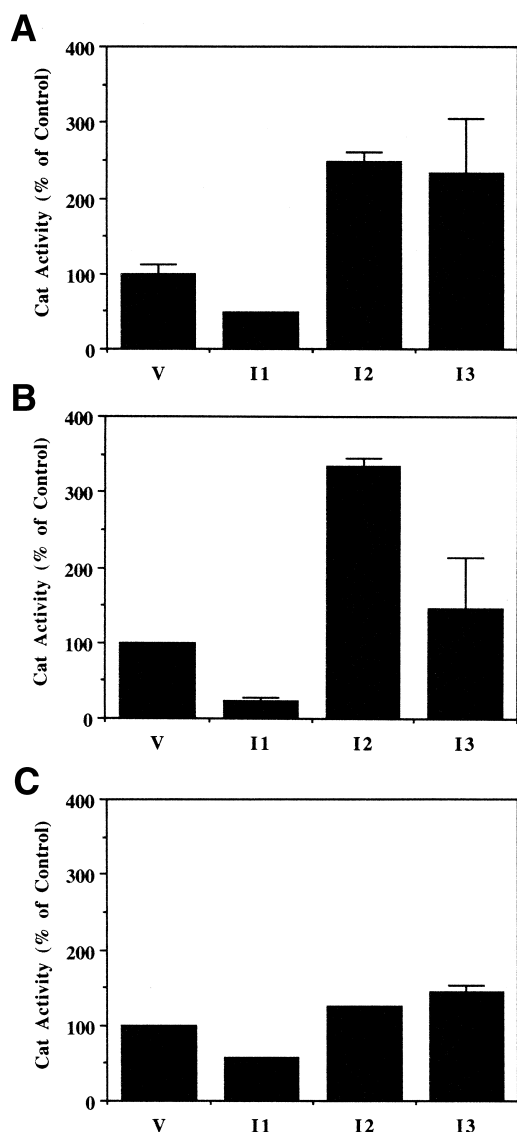 A
Cat Activity (% of Control)
400
300
200
100
0
V I1 I2 I3
B
Cat Activity (% of Control)
400
300
200
100
0
V I1 I2 I3
C
Cat Activity (% of Control)
400
300
200
100
0
V I1 I2 I3